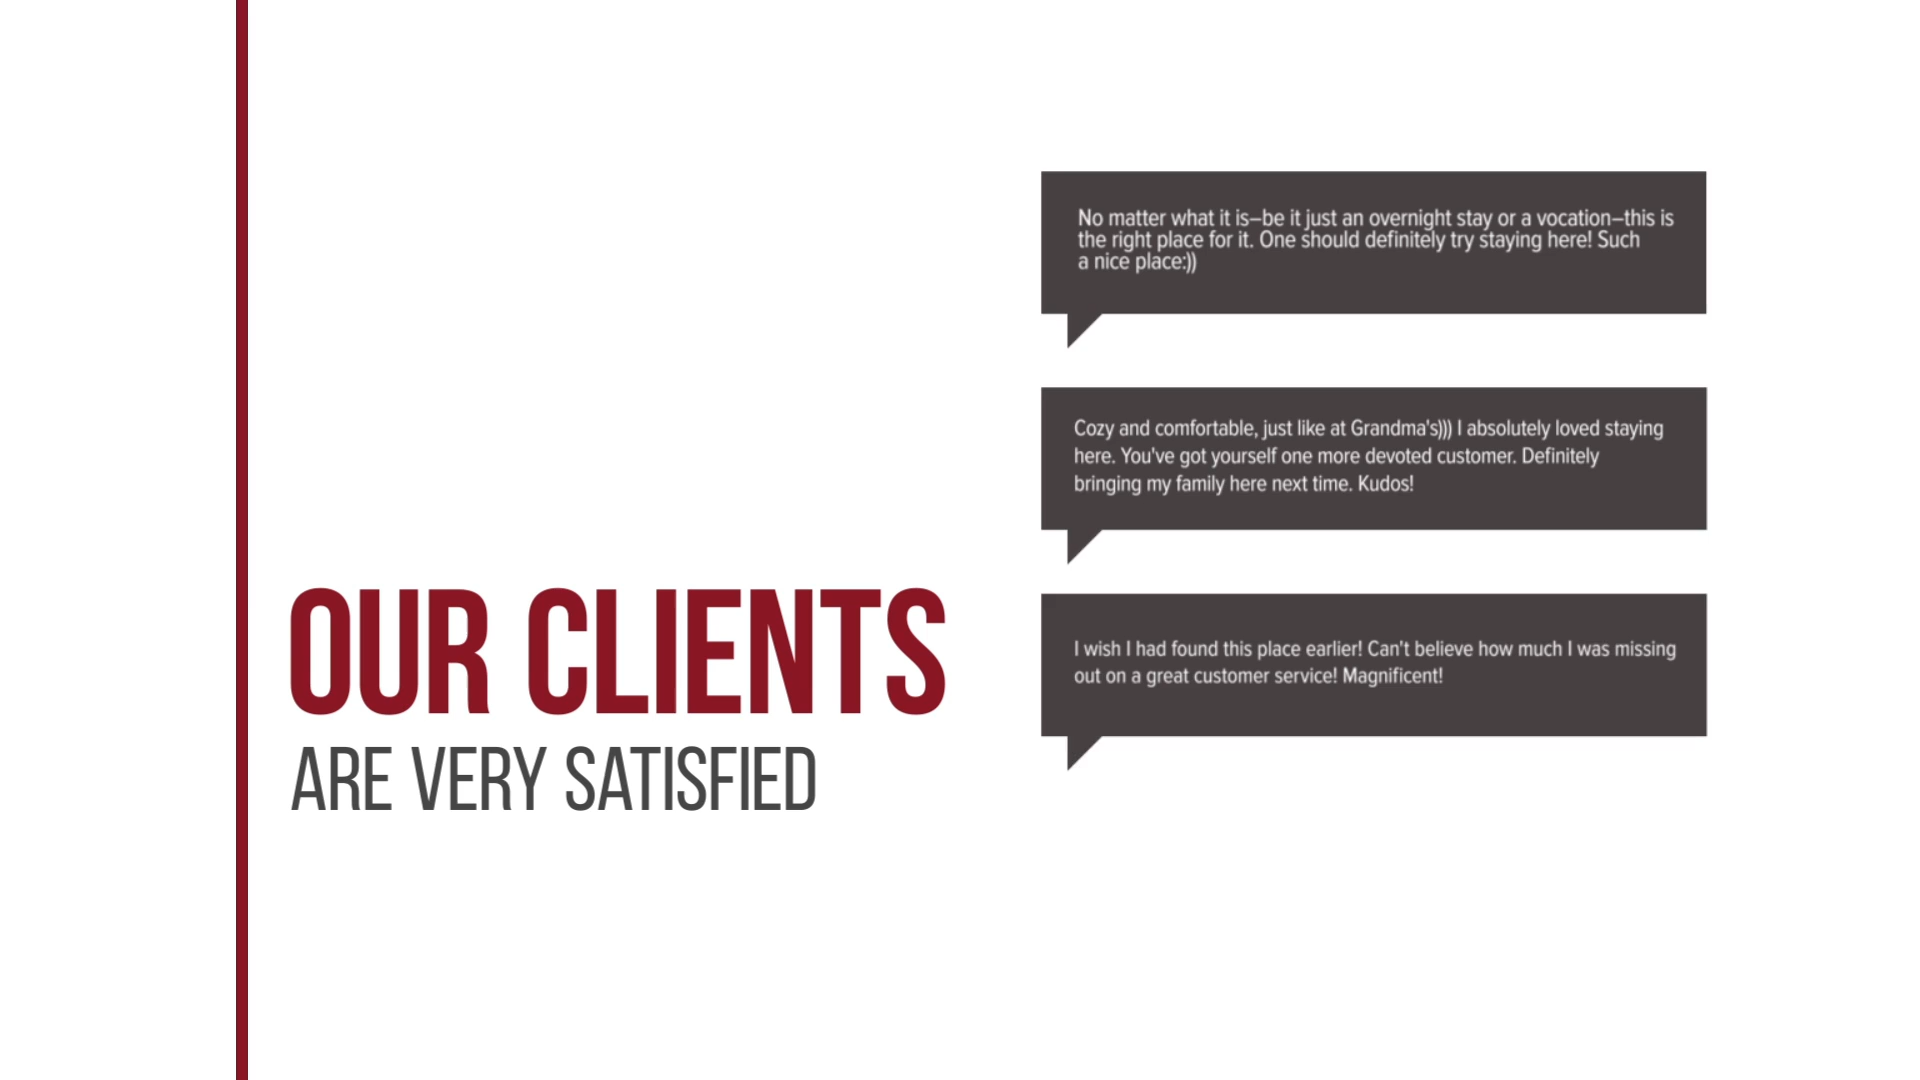 OUR CLIENTS
ARE VERY SATISFIED
No matter what it is–be it just an overnight stay or a vocation–this is
the right place for it. One should definitely try staying here! Such
a nice place:))
Cozy and comfortable, just like at Grandma's))) I absolutely loved staying
here. You've got yourself one more devoted customer. Definitely
bringing my family here next time. Kudos!
I wish I had found this place earlier! Can't believe how much I was missing
out on a great customer service! Magnificent!